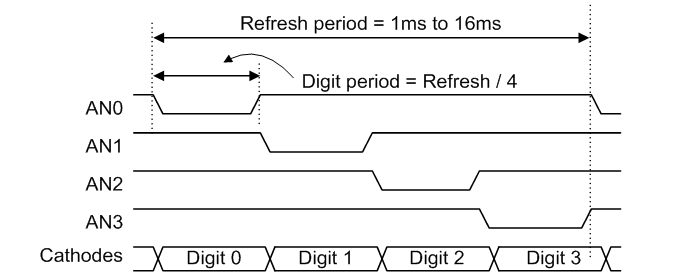 Refresh period = 1ms to 16ms
Digit period = Refresh / 4
AN0
AN1
AN2
AN3
Cathodes Digit 0 Digit 1 Digit 2 Digit 3